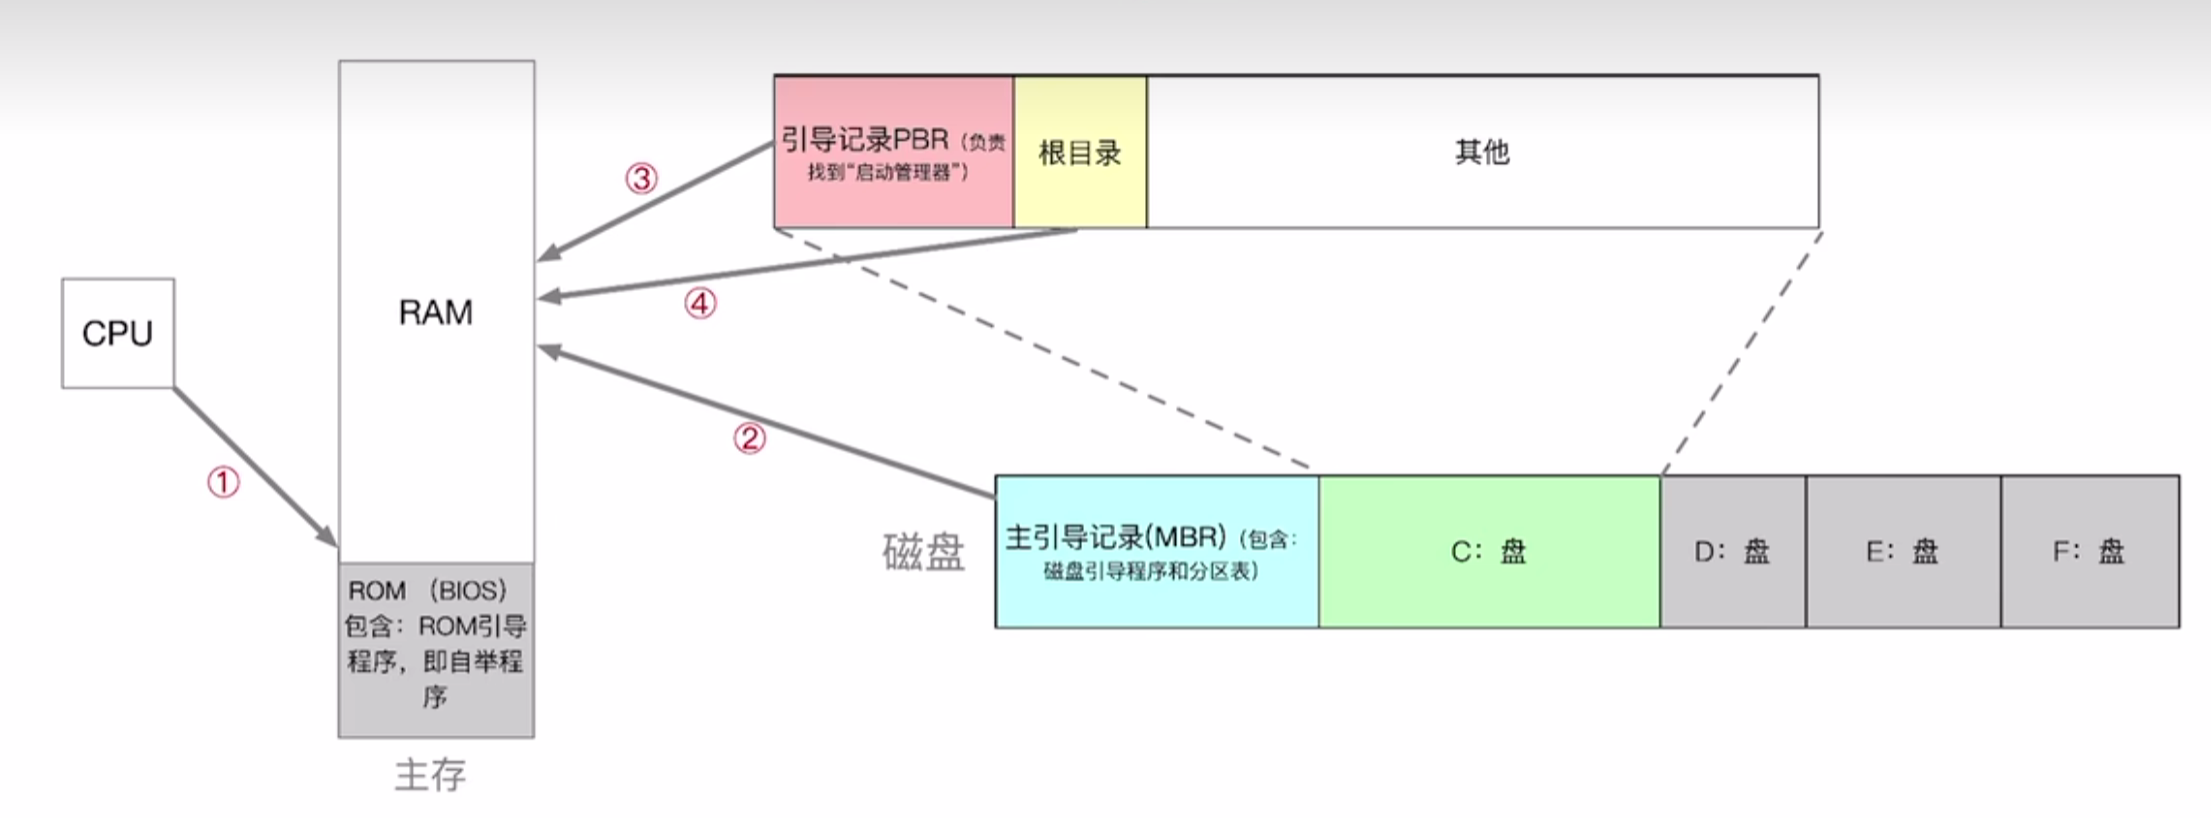 引导记录PBR（负责
找到“启动管理器”）
根目录
其他
③
④
RAM
CPU
②
①
主引导记录(MBR)（包含：
磁盘引导程序和分区表）
磁盘
C：盘
D：盘
E：盘
F：盘
ROM （BIOS）
包含：ROM引导
程序，即自举程
序
主存